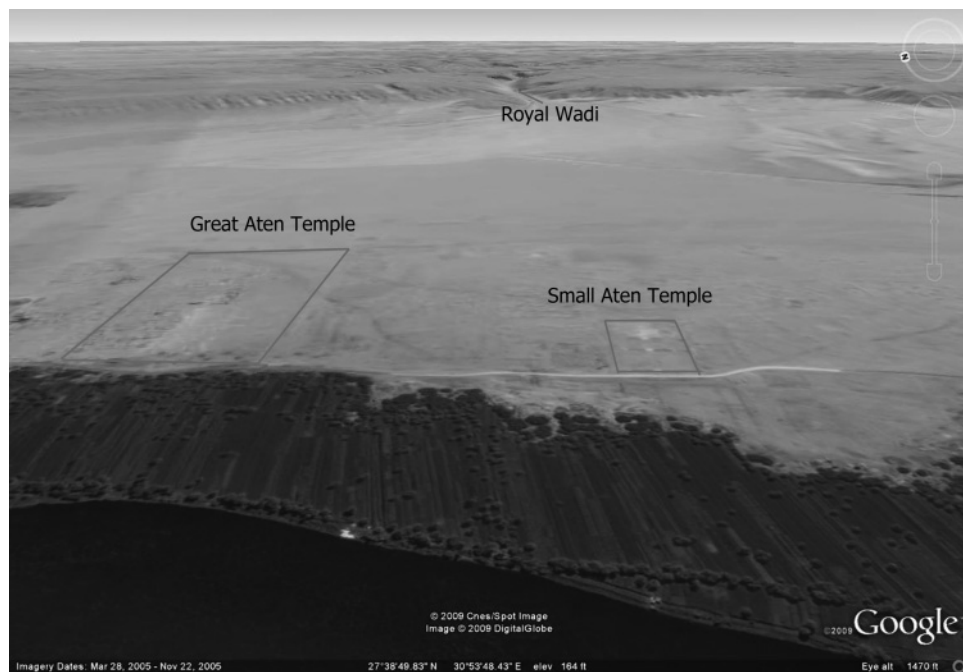 Royal Wadi
Great Aten Temple
Small Aten Temple
© 2009 Cnes/Spot Image
Image © 2009 DigitalGlobe
©2009 Google
Imagery Dates: Mar 28, 2005 - Nov 22, 2005 27°38'49.83" N 30°53'48.43" E elev 164 ft Eye alt 1470 ft